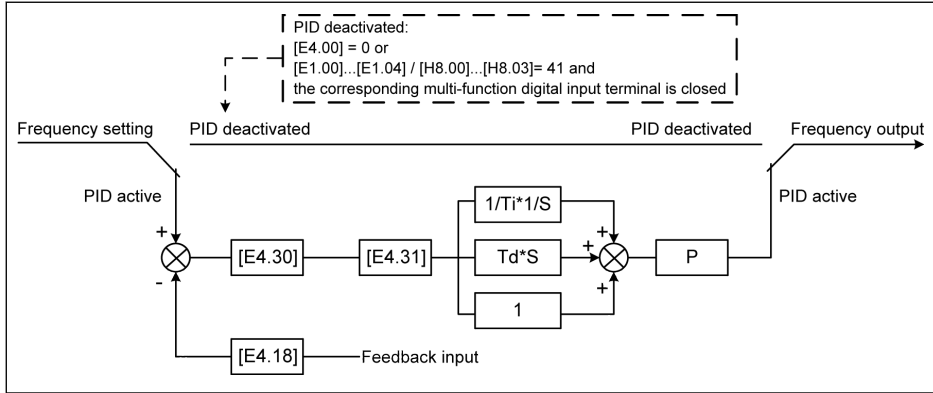 PID deactivated:
[E4.00] = 0 or
[E1.00]...[E1.04] / [H8.00]...[H8.03]= 41 and
the corresponding multi-function digital input terminal is closed
Frequency setting
PID deactivated
PID deactivated
Frequency output
PID active
PID active
1/Ti*1/S
+
+
[E4.30]
[E4.31]
Td*S
+
P
-
+
1
[E4.18]
Feedback input